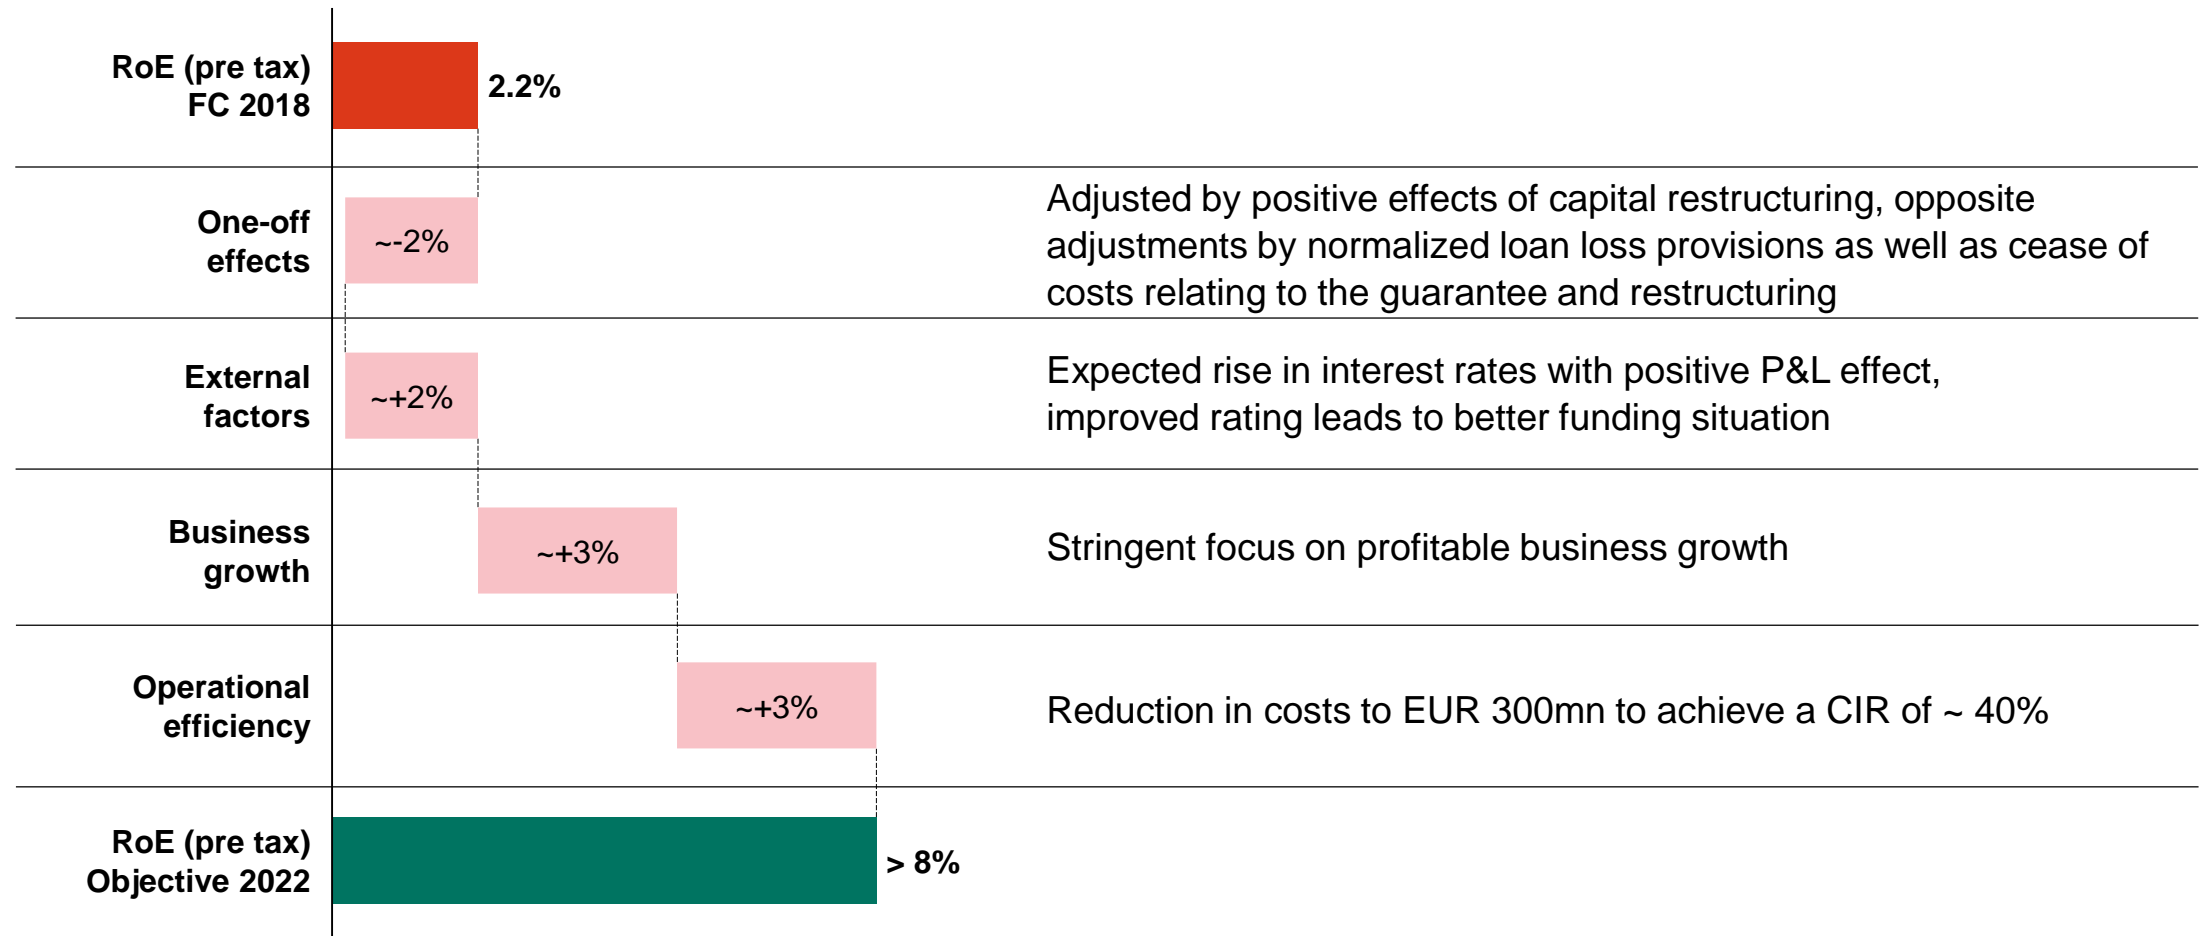 RoE (pre tax)
FC 2018
2.2%
One-off
effects
~-2%
Adjusted by positive effects of capital restructuring, opposite
adjustments by normalized loan loss provisions as well as cease of
costs relating to the guarantee and restructuring
External
factors
~+2%
Expected rise in interest rates with positive P&L effect,
improved rating leads to better funding situation
Business
growth
~+3%
Stringent focus on profitable business growth
Operational
efficiency
~+3%
Reduction in costs to EUR 300mn to achieve a CIR of ~ 40%
RoE (pre tax)
Objective 2022
> 8%